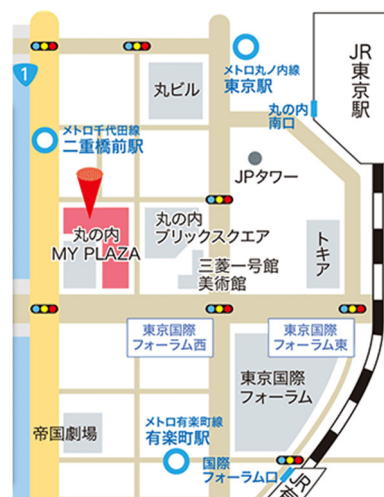 JR
東京駅
メトロ丸ノ内線
東京駅
1
丸ビル
丸の内
南口
メトロ千代田線
二重橋前駅
JPタワー
丸の内
ブリックスクエア
丸の内
MY PLAZA
トキア
三菱一号館
美術館
東京国際
フォーラム西
東京国際
フォーラム東
東京国際
フォーラム
帝国劇場
メトロ有楽町線
有楽町駅
国際
フォーラム口
JR